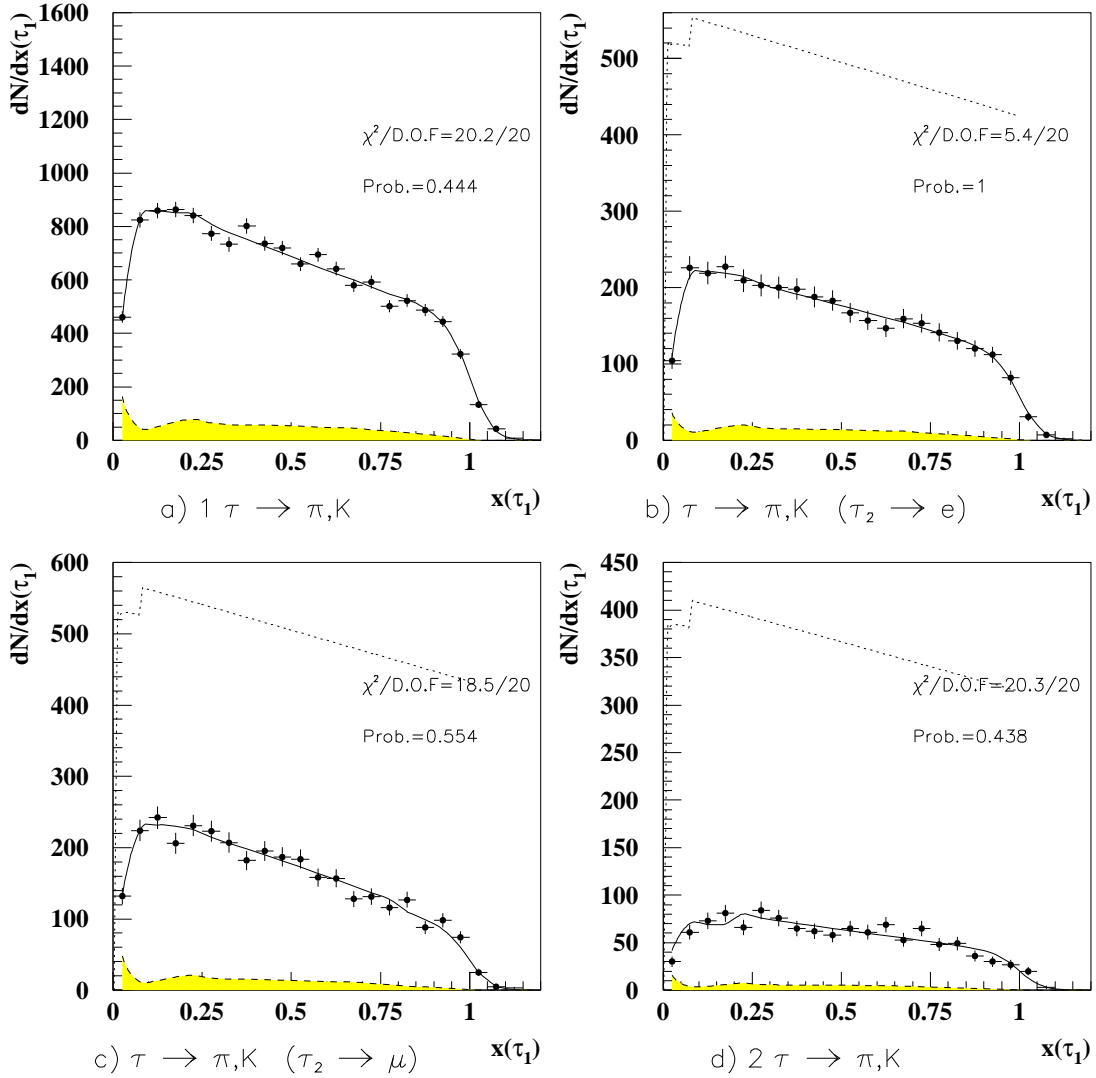 dN/dx(τ₁)
1600
1400
1200
1000
800
600
400
200
0
χ²/D.O.F=20.2/20
Prob.=0.444
0 0.25 0.5 0.75 1
x(τ₁)
a) 1 τ → π,K
dN/dx(τ₁)
500
400
300
200
100
0
χ²/D.O.F=5.4/20
Prob.=1
0 0.25 0.5 0.75 1
x(τ₁)
b) τ → π,K (τ₂ → e)
dN/dx(τ₁)
600
500
400
300
200
100
0
χ²/D.O.F=18.5/20
Prob.=0.554
0 0.25 0.5 0.75 1
x(τ₁)
c) τ → π,K (τ₂ → μ)
dN/dx(τ₁)
450
400
350
300
250
200
150
100
50
0
χ²/D.O.F=20.3/20
Prob.=0.438
0 0.25 0.5 0.75 1
x(τ₁)
d) 2 τ → π,K